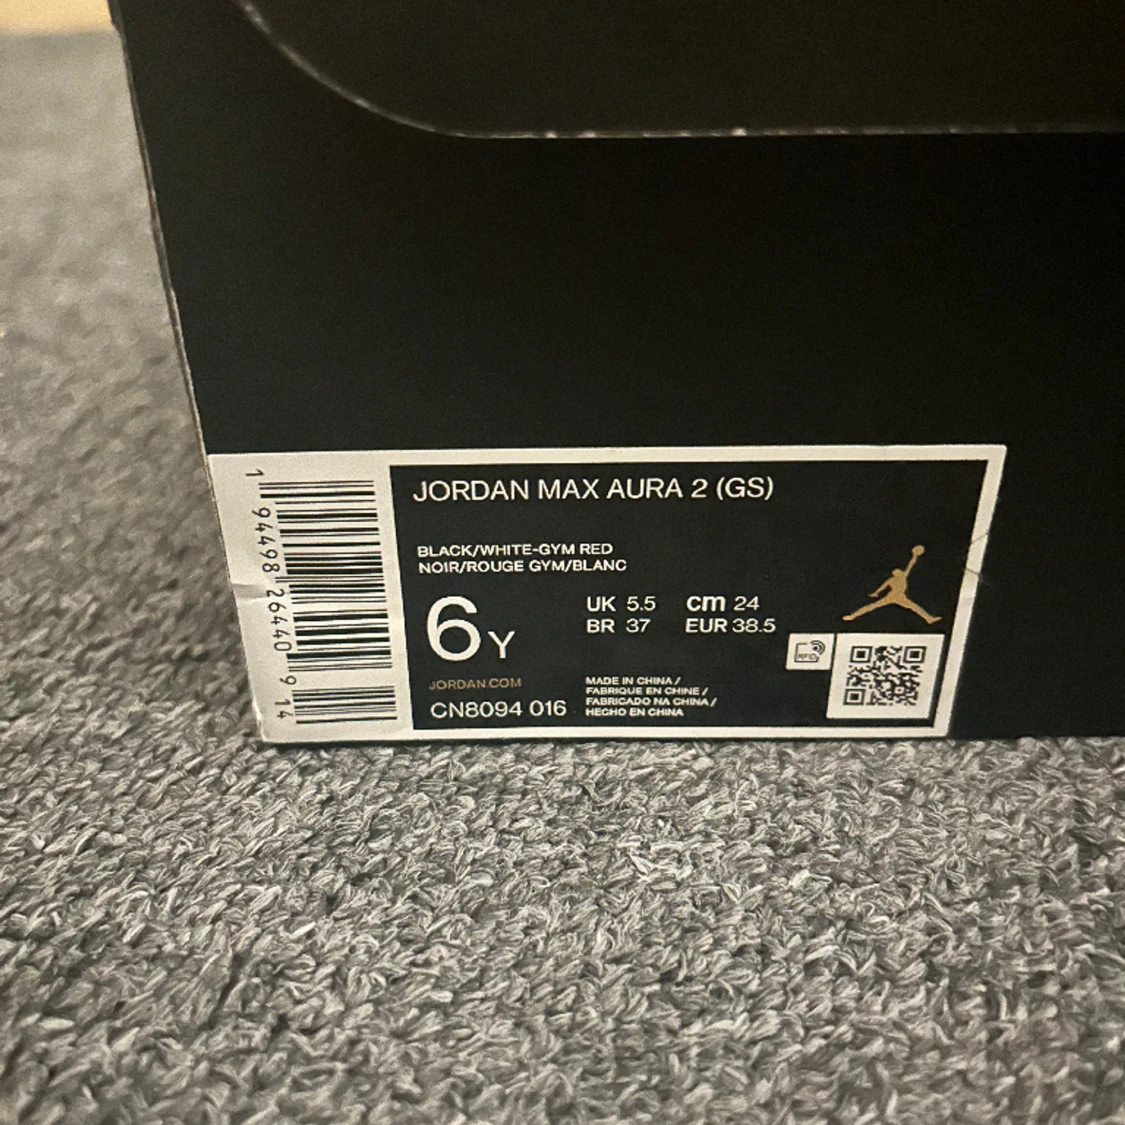 1 94498 26440 9 14
JORDAN MAX AURA 2 (GS)
BLACK/WHITE-GYM RED
NOIR/ROUGE GYM/BLANC
6Y
UK 5.5 cm 24
BR 37 EUR 38.5
JORDAN.COM
CN8094 016
MADE IN CHINA /
FABRIQUE EN CHINE /
FABRICADO NA CHINA /
HECHO EN CHINA
RFID